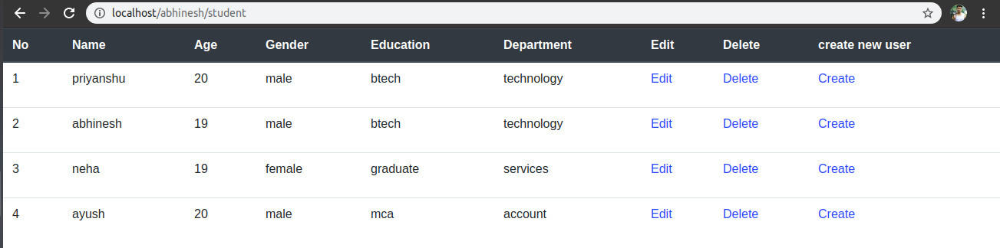 localhost/abhinesh/student
No Name Age Gender Education Department Edit Delete create new user
1 priyanshu 20 male btech technology Edit Delete Create
2 abhinesh 19 male btech technology Edit Delete Create
3 neha 19 female graduate services Edit Delete Create
4 ayush 20 male mca account Edit Delete Create